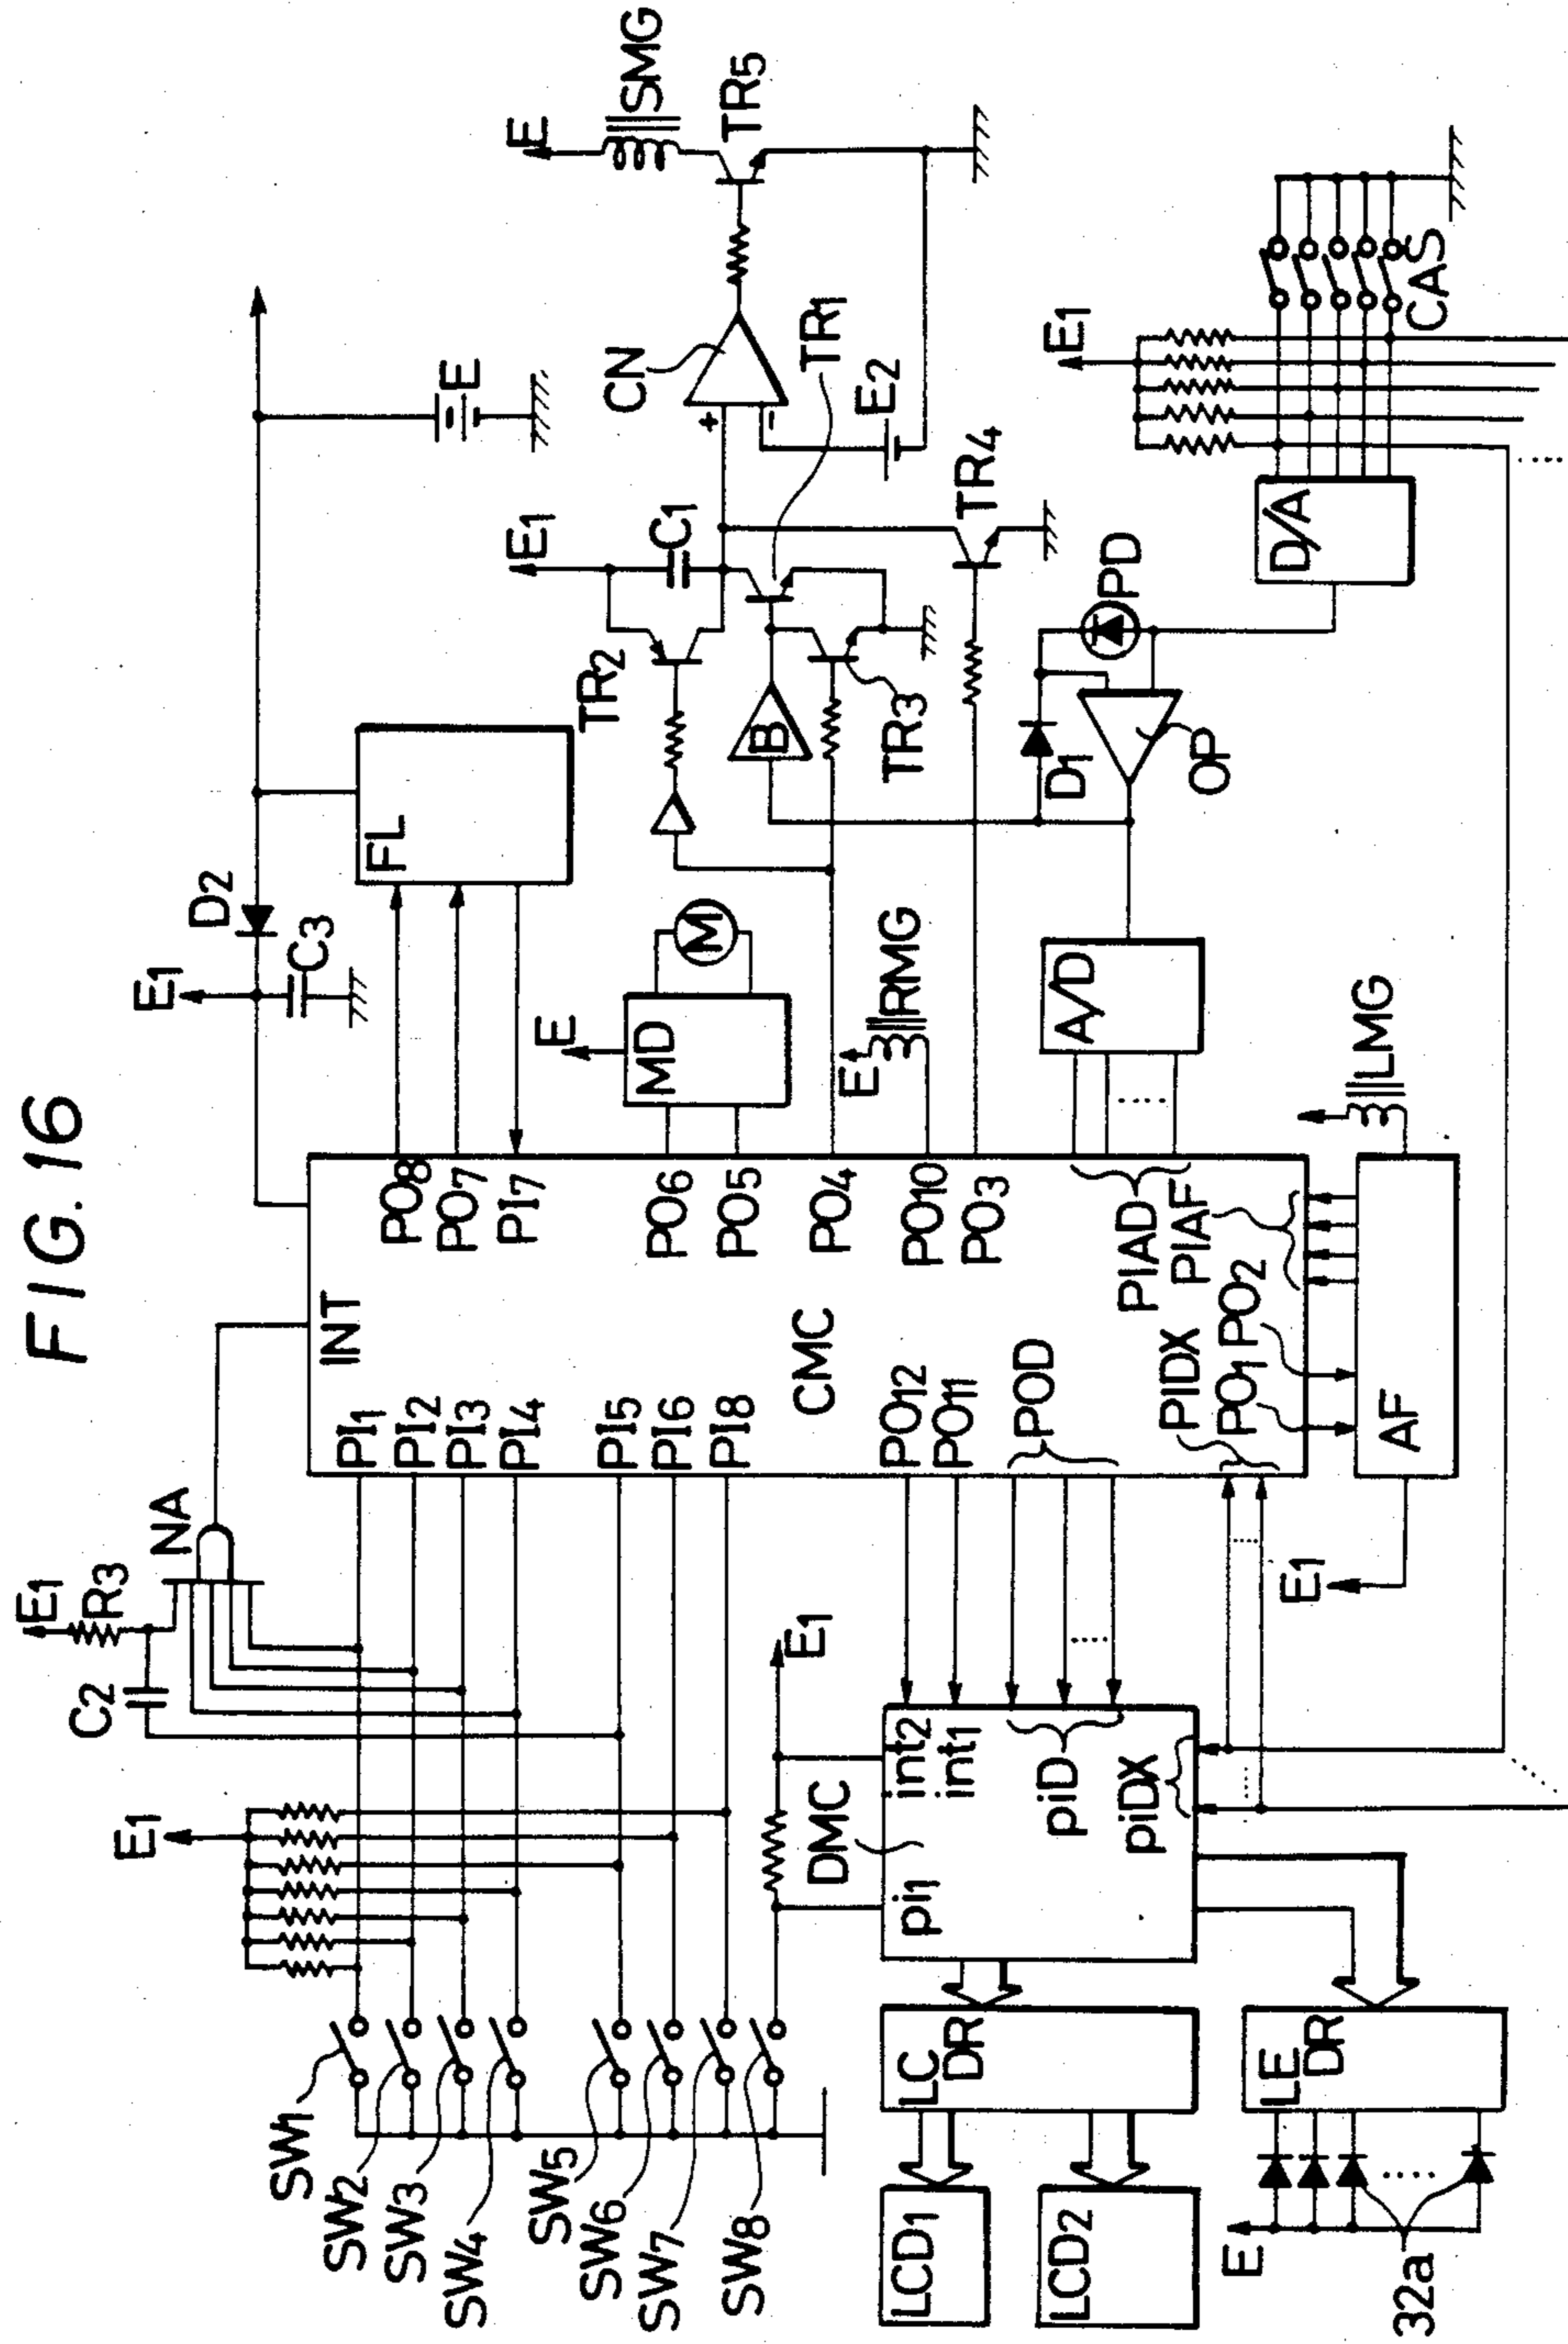 FIG. 16
E1
R3
NA
C2
E1
E1
D2
C3
E
INT
PI1
PI2
PI3
PI4
PI5
PI6
PI8
PO8
PO7
PI7
PO6
PO5
PO4
PO10
PO3
PIAD
PIAF
PO2
PO1
PIDX
POD
PO11
PO12
CMC
FL
MD
E
M
E
RMG
A/D
LMG
AF
E1
TR2
B
TR3
E1
C1
TR1
CN
+
-
E2
TR4
E
SMG
TR5
D1
OP
PD
D/A
E1
CAS
SW1
SW2
SW3
SW4
SW5
SW6
SW7
SW8
E1
DMC
int2
int1
piD
piDX
pi1
LC
DR
LE
DR
LCD1
LCD2
E
32a